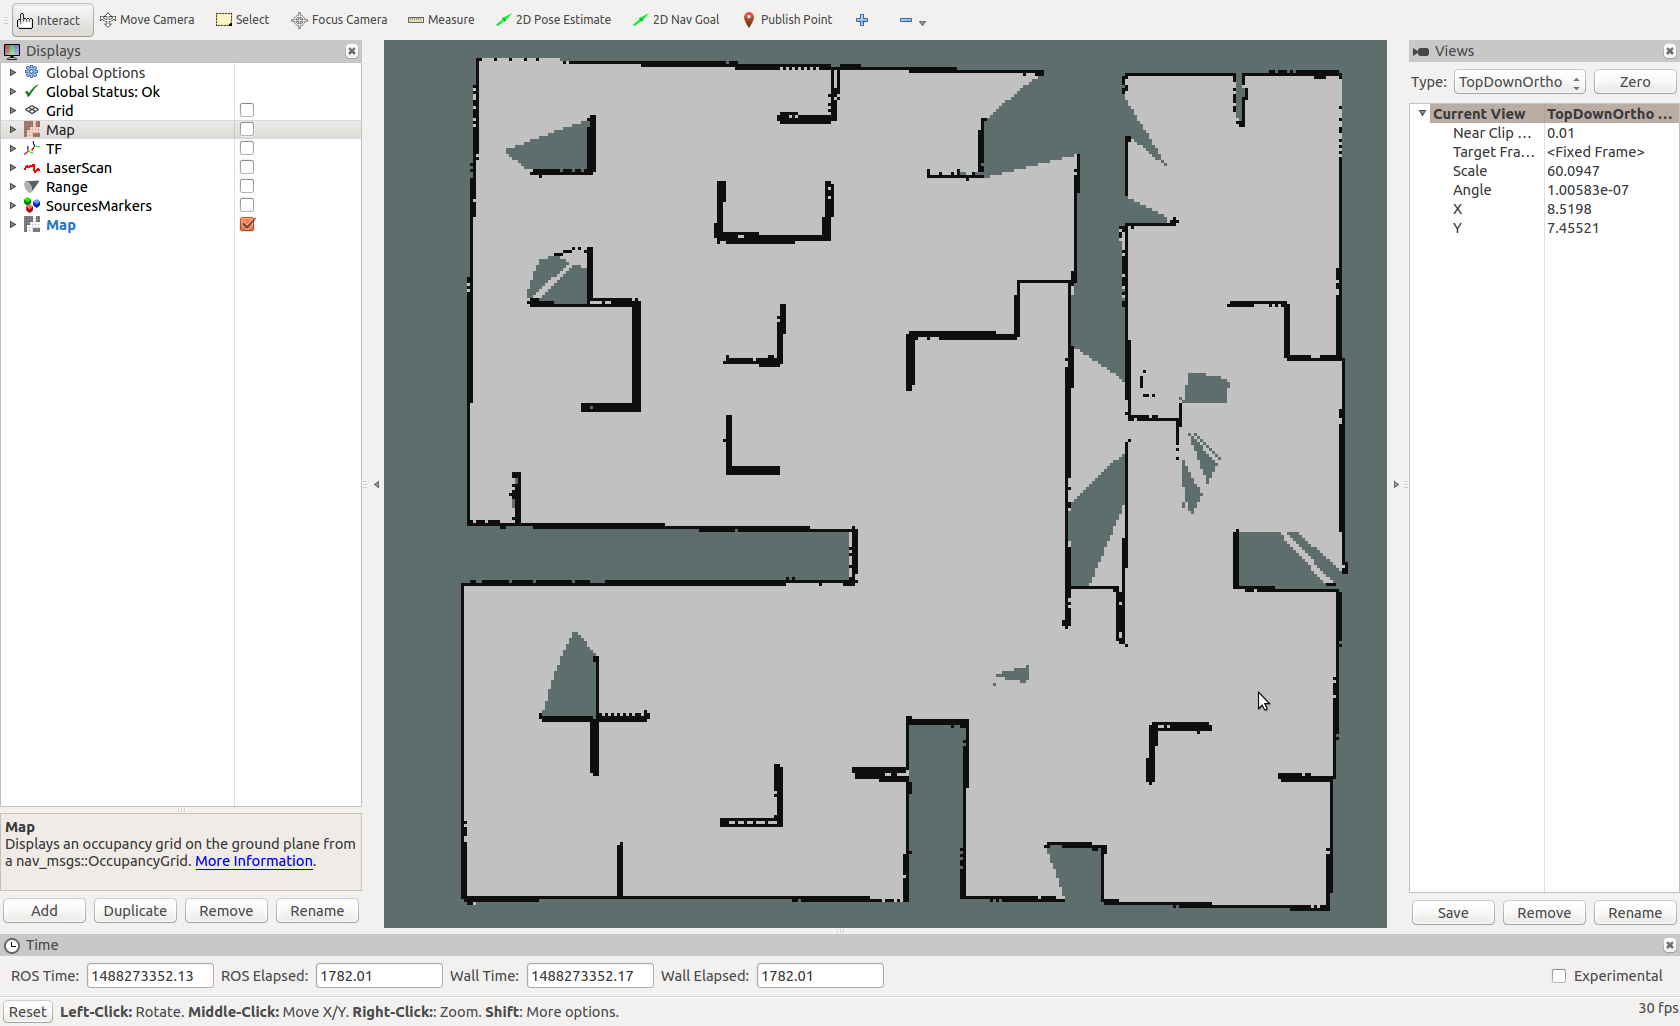 Interact Move Camera Select Focus Camera Measure 2D Pose Estimate 2D Nav Goal Publish Point
Displays
Global Options
Global Status: Ok
Grid
Map
TF
LaserScan
Range
SourcesMarkers
Map
Map
Displays an occupancy grid on the ground plane from
a nav_msgs::OccupancyGrid. More Information.
Add Duplicate Remove Rename
Views
Type: TopDownOrtho Zero
Current View TopDownOrtho ...
Near Clip ... 0.01
Target Fra... <Fixed Frame>
Scale 60.0947
Angle 1.00583e-07
X 8.5198
Y 7.45521
Save Remove Rename
Time
ROS Time: 1488273352.13 ROS Elapsed: 1782.01 Wall Time: 1488273352.17 Wall Elapsed: 1782.01 Experimental
Reset Left-Click: Rotate. Middle-Click: Move X/Y. Right-Click:: Zoom. Shift: More options. 30 fps